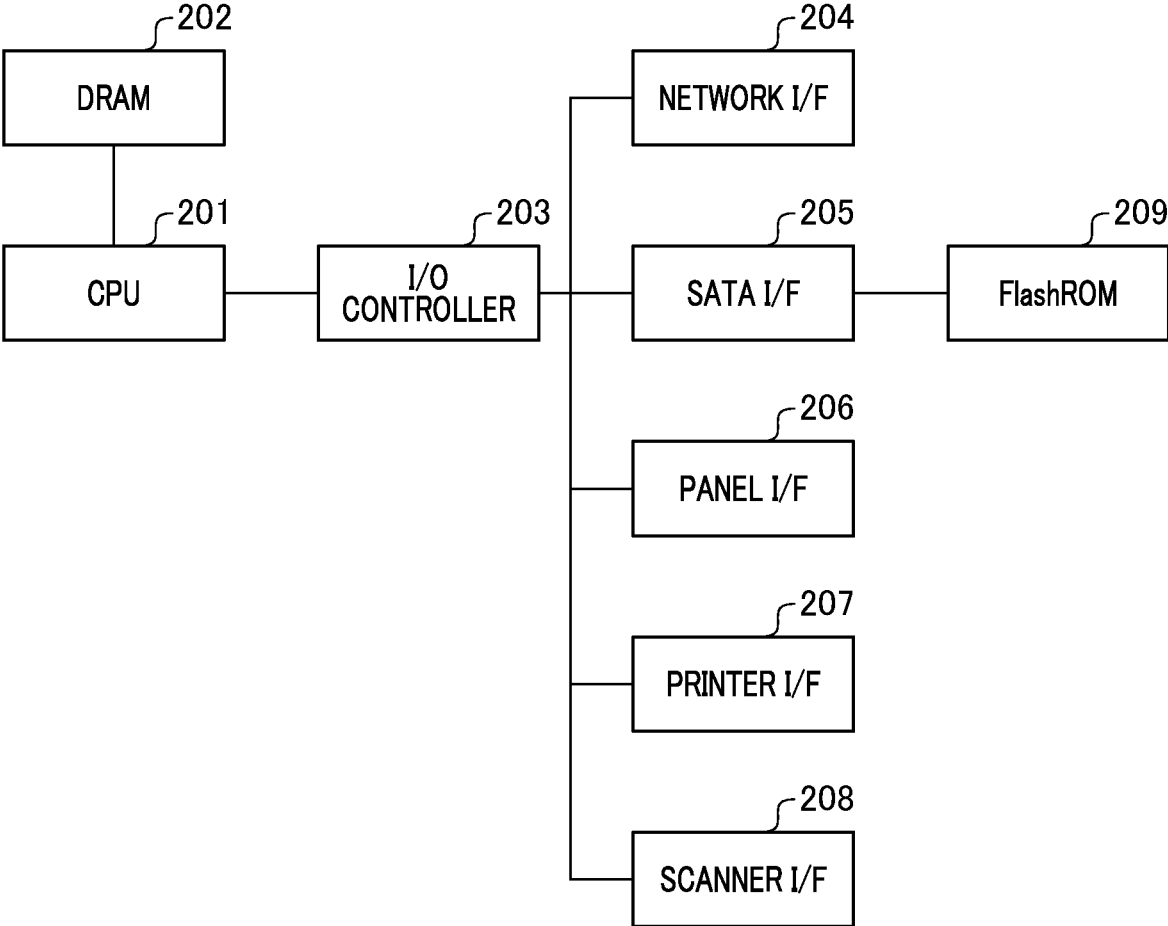 202
DRAM
204
NETWORK I/F
201
CPU
203
I/O
CONTROLLER
205
SATA I/F
209
FlashROM
206
PANEL I/F
207
PRINTER I/F
208
SCANNER I/F